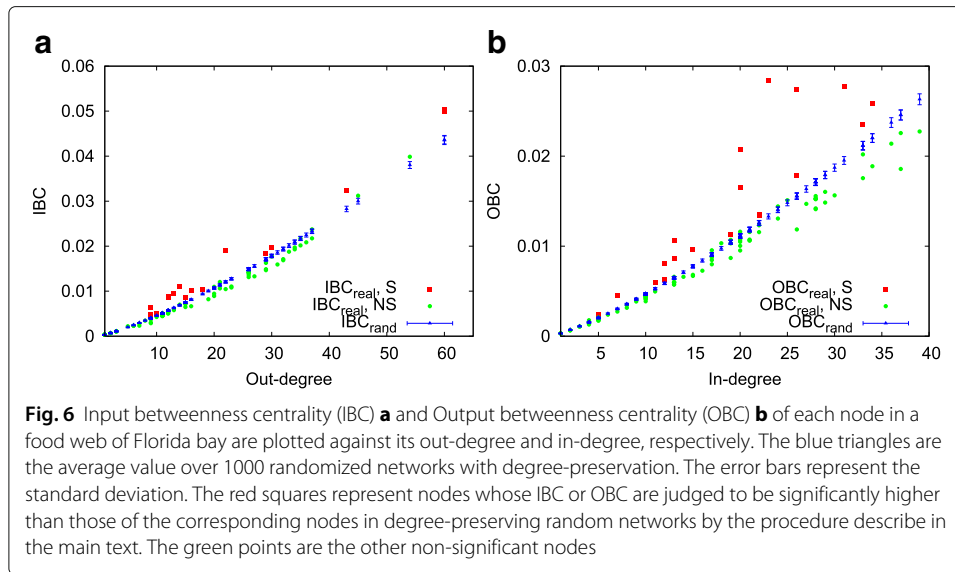 a
b
0.06
0.05
0.04
0.03
0.02
0.01
0
IBC
10
20
30
40
50
60
Out-degree
IBC_real, S
IBC_real, NS
IBC_rand
0.03
0.02
0.01
0
OBC
5
10
15
20
25
30
35
40
In-degree
OBC_real, S
OBC_real, NS
OBC_rand
Fig. 6 Input betweenness centrality (IBC) a and Output betweenness centrality (OBC) b of each node in a
food web of Florida bay are plotted against its out-degree and in-degree, respectively. The blue triangles are
the average value over 1000 randomized networks with degree-preservation. The error bars represent the
standard deviation. The red squares represent nodes whose IBC or OBC are judged to be significantly higher
than those of the corresponding nodes in degree-preserving random networks by the procedure describe in
the main text. The green points are the other non-significant nodes